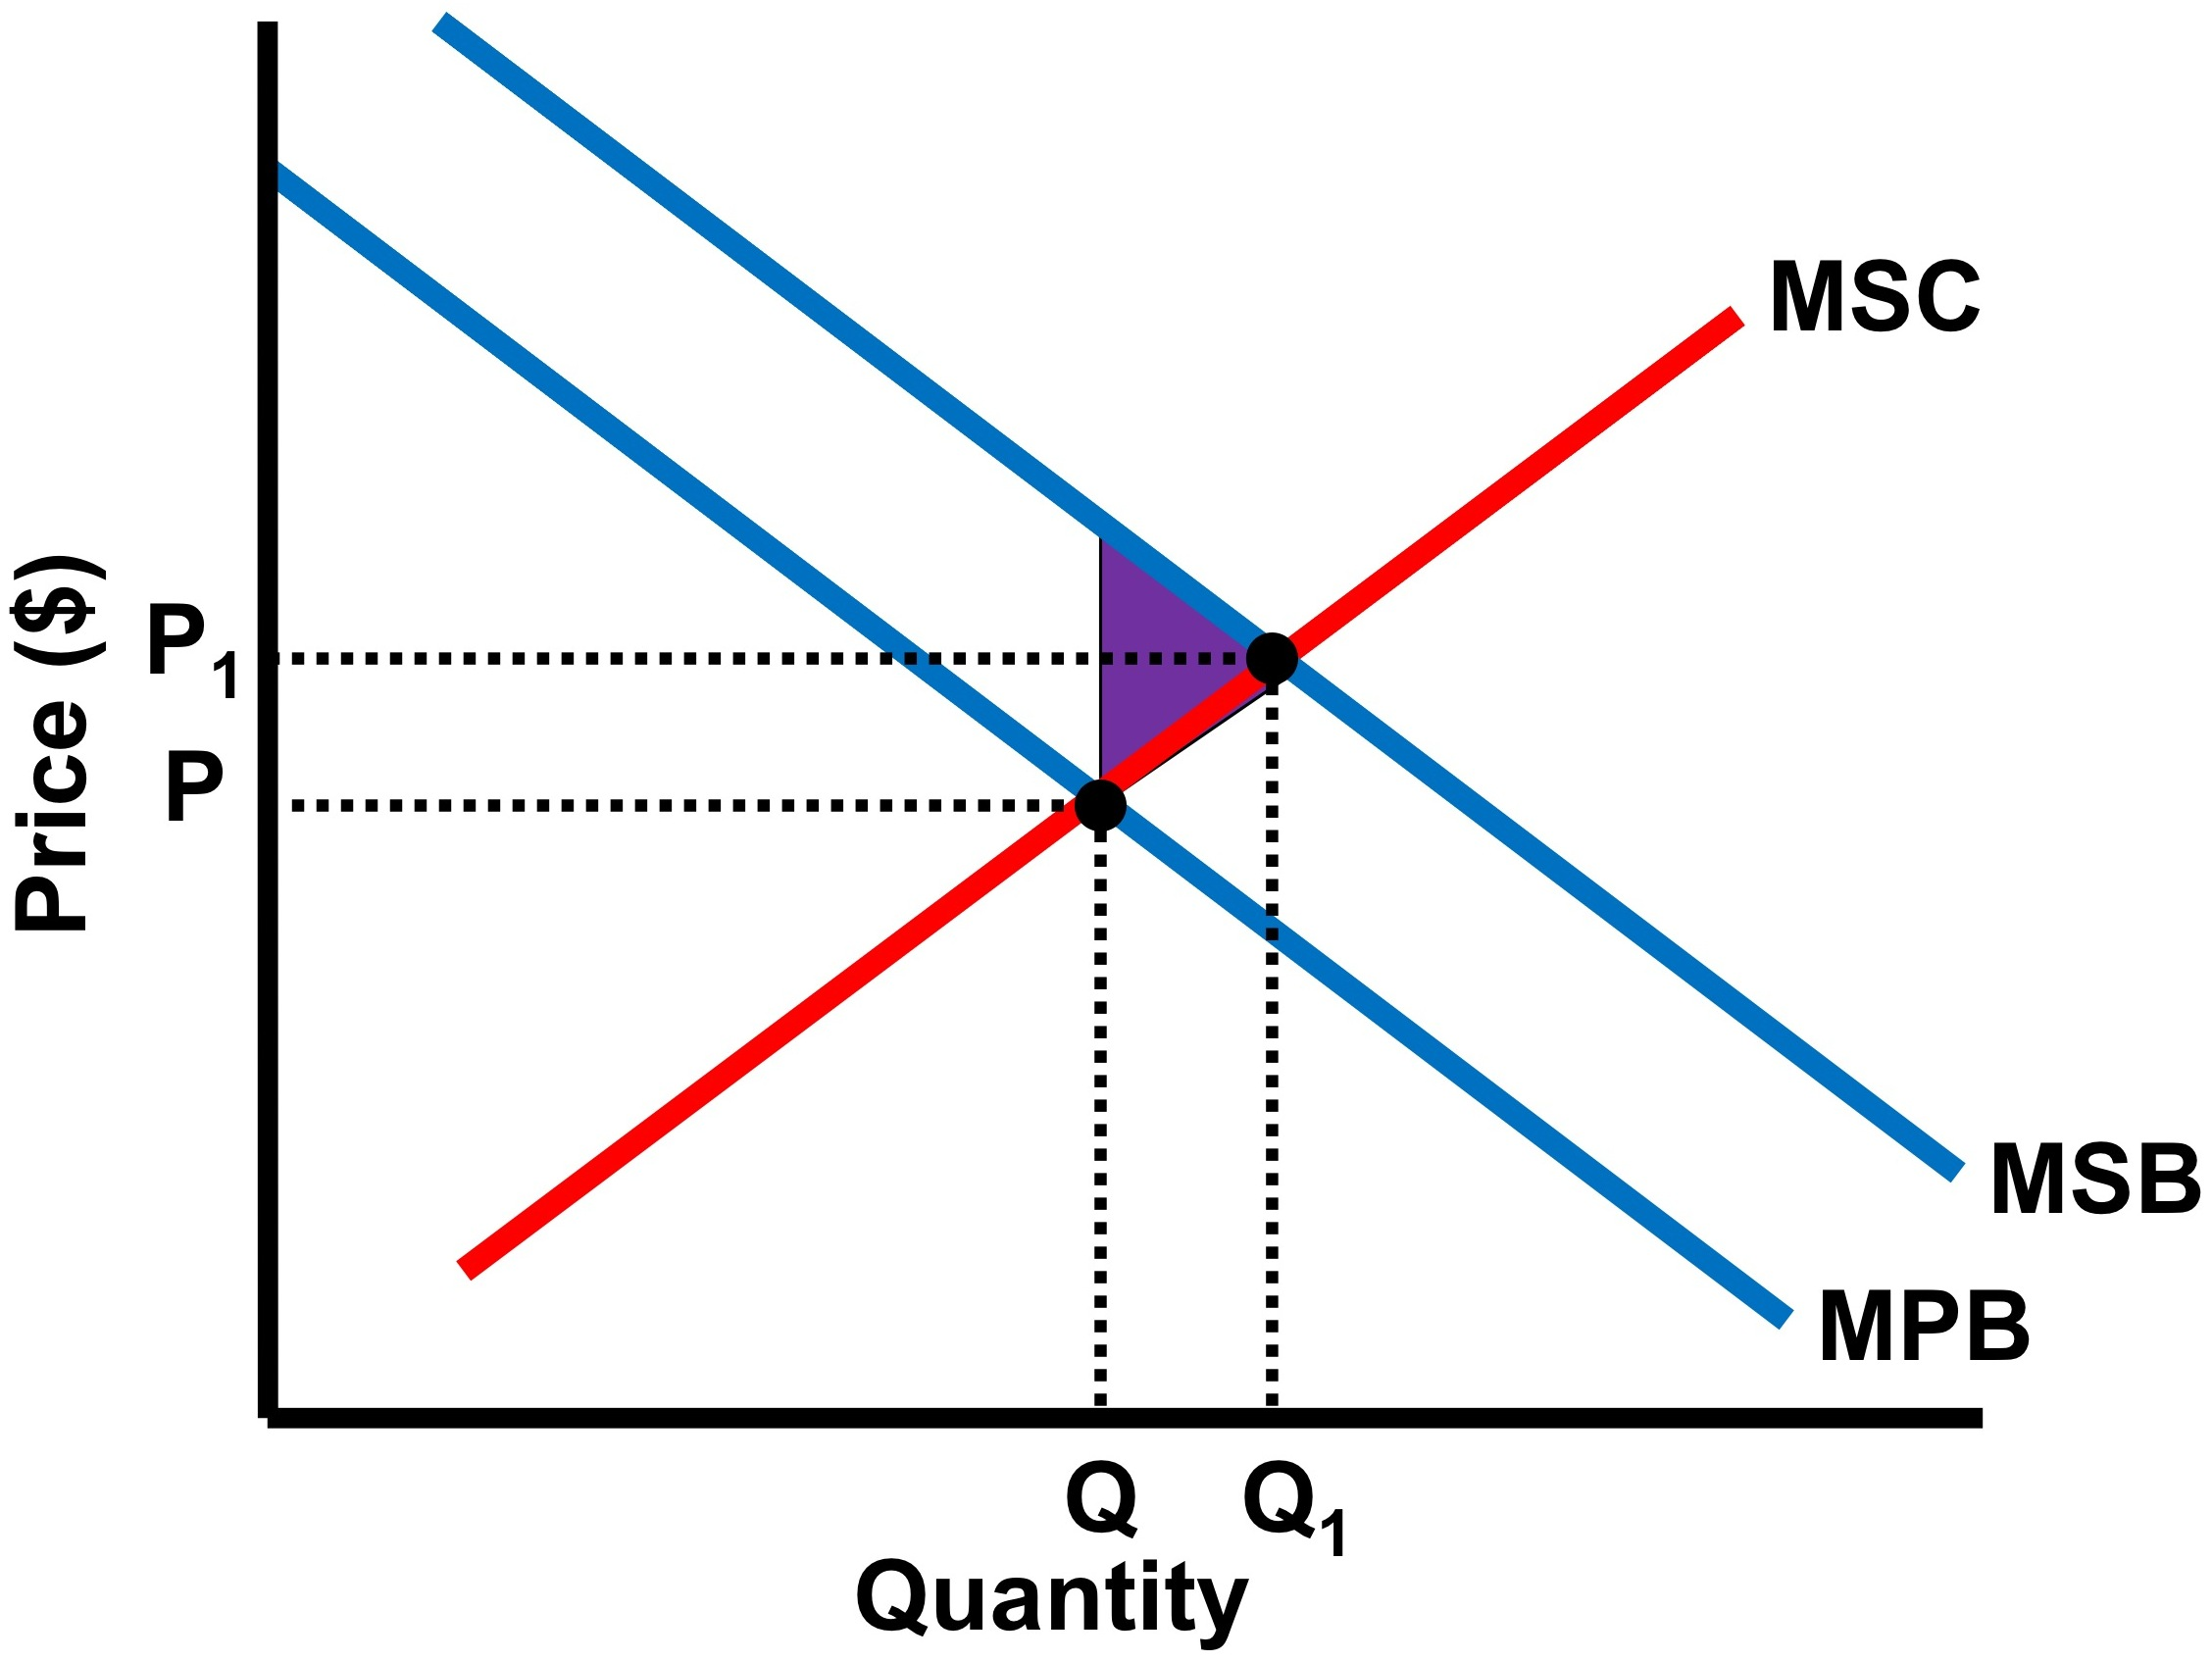 MSC
Price ($)
P1
P
MSB
MPB
Q
Q1
Quantity